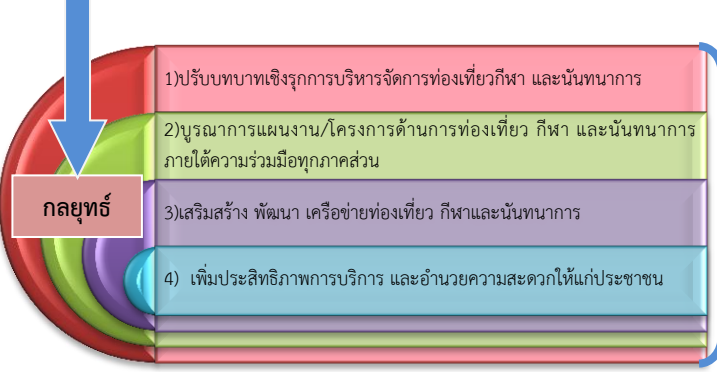 1)ปรับบทบาทเชิงรุกการบริหารจัดการท่องเที่ยวกีฬา และนันทนาการ
2)บูรณาการแผนงาน/โครงการด้านการท่องเที่ยว กีฬา และนันทนาการ
ภายใต้ความร่วมมือทุกภาคส่วน
กลยุทธ์
3)เสริมสร้าง พัฒนา เครือข่ายท่องเที่ยว กีฬาและนันทนาการ
4) เพิ่มประสิทธิภาพการบริการ และอำนวยความสะดวกให้แก่ประชาชน